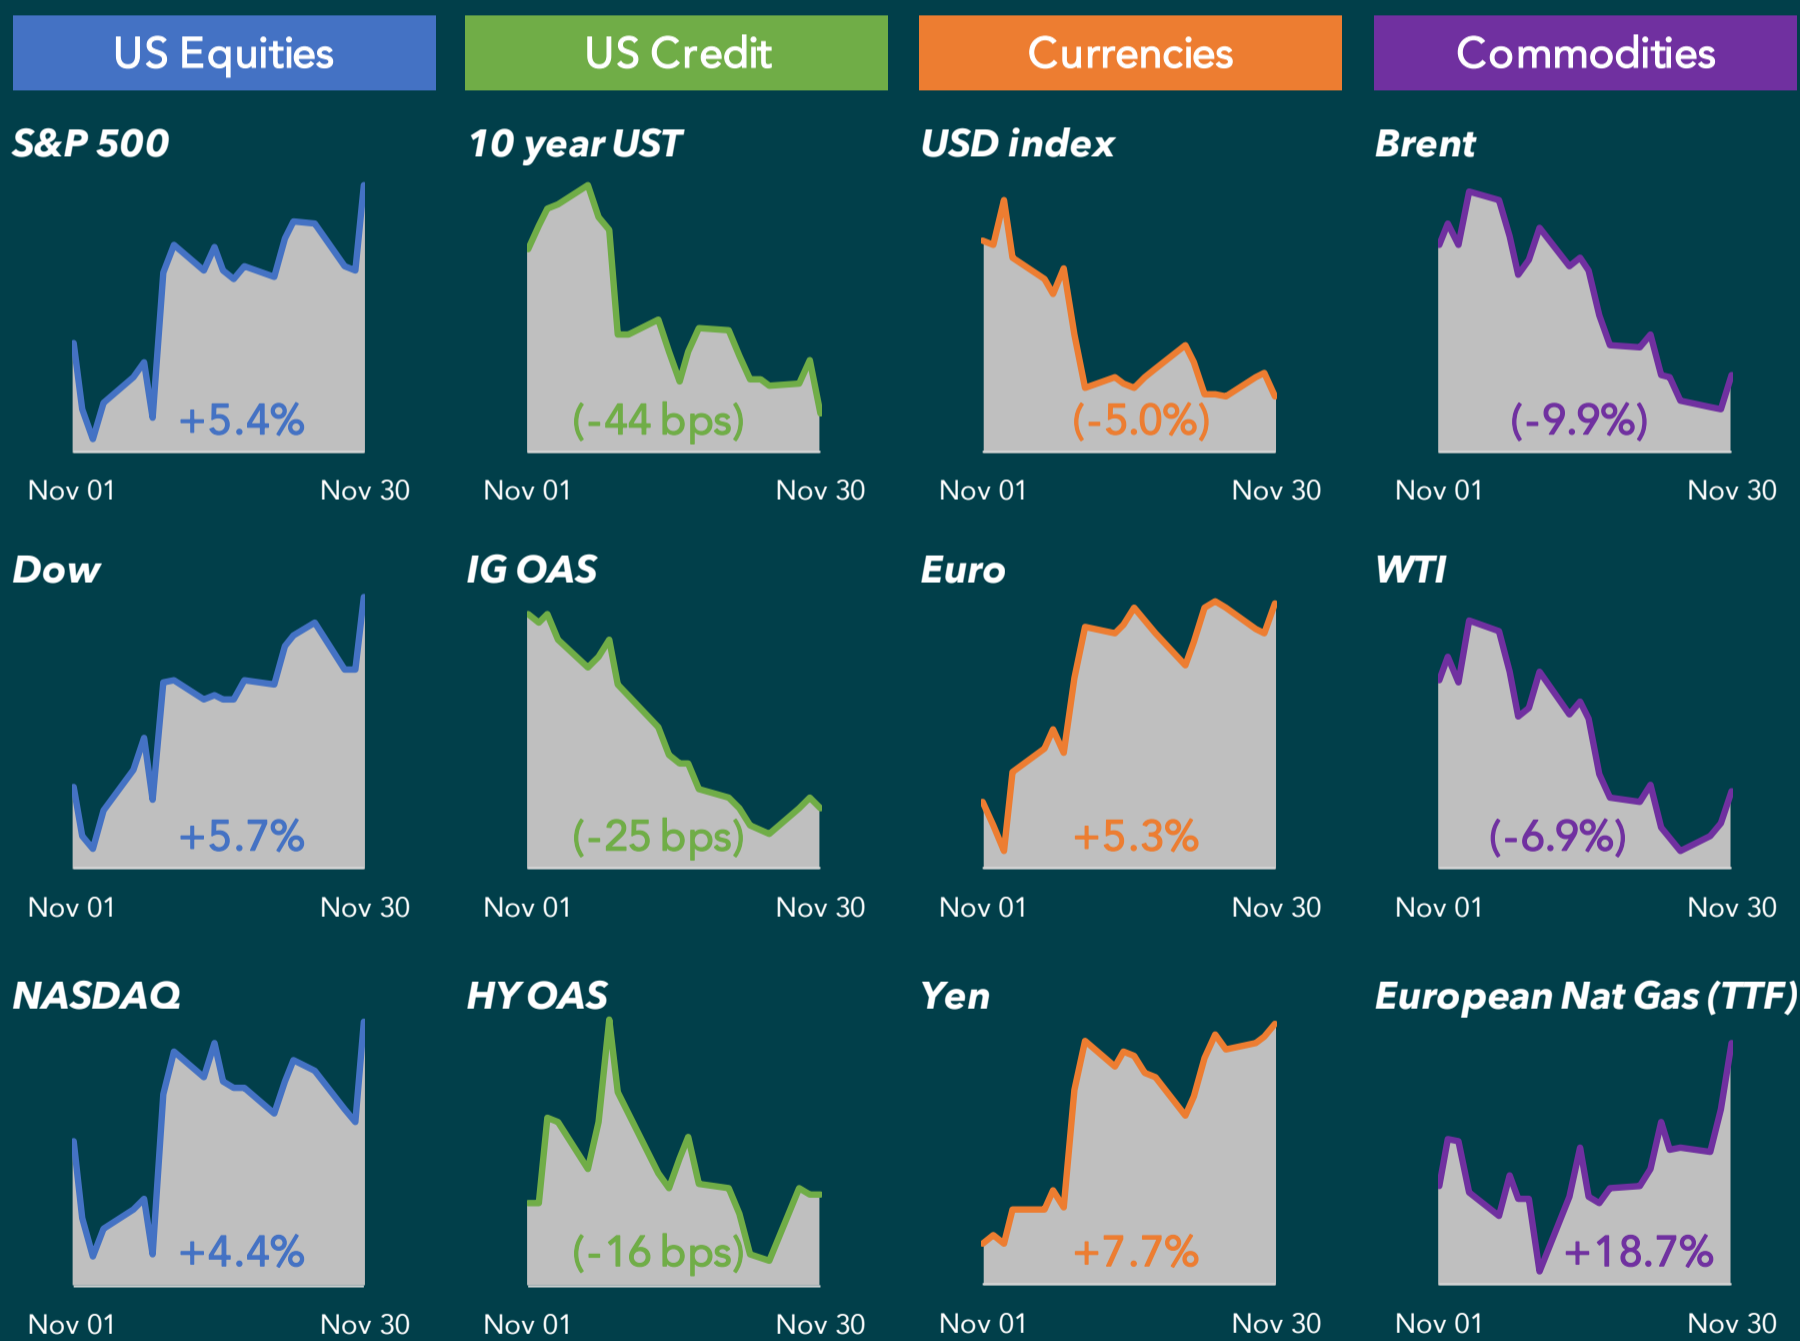 US Equities
US Credit
Currencies
Commodities
S&P 500
10 year UST
USD index
Brent
+5.4%
(-44 bps)
(-5.0%)
(-9.9%)
Nov 01
Nov 30
Nov 01
Nov 30
Nov 01
Nov 30
Nov 01
Nov 30
Dow
IG OAS
Euro
WTI
+5.7%
(-25 bps)
+5.3%
(-6.9%)
Nov 01
Nov 30
Nov 01
Nov 30
Nov 01
Nov 30
Nov 01
Nov 30
NASDAQ
HY OAS
Yen
European Nat Gas (TTF)
+4.4%
(-16 bps)
+7.7%
+18.7%
Nov 01
Nov 30
Nov 01
Nov 30
Nov 01
Nov 30
Nov 01
Nov 30